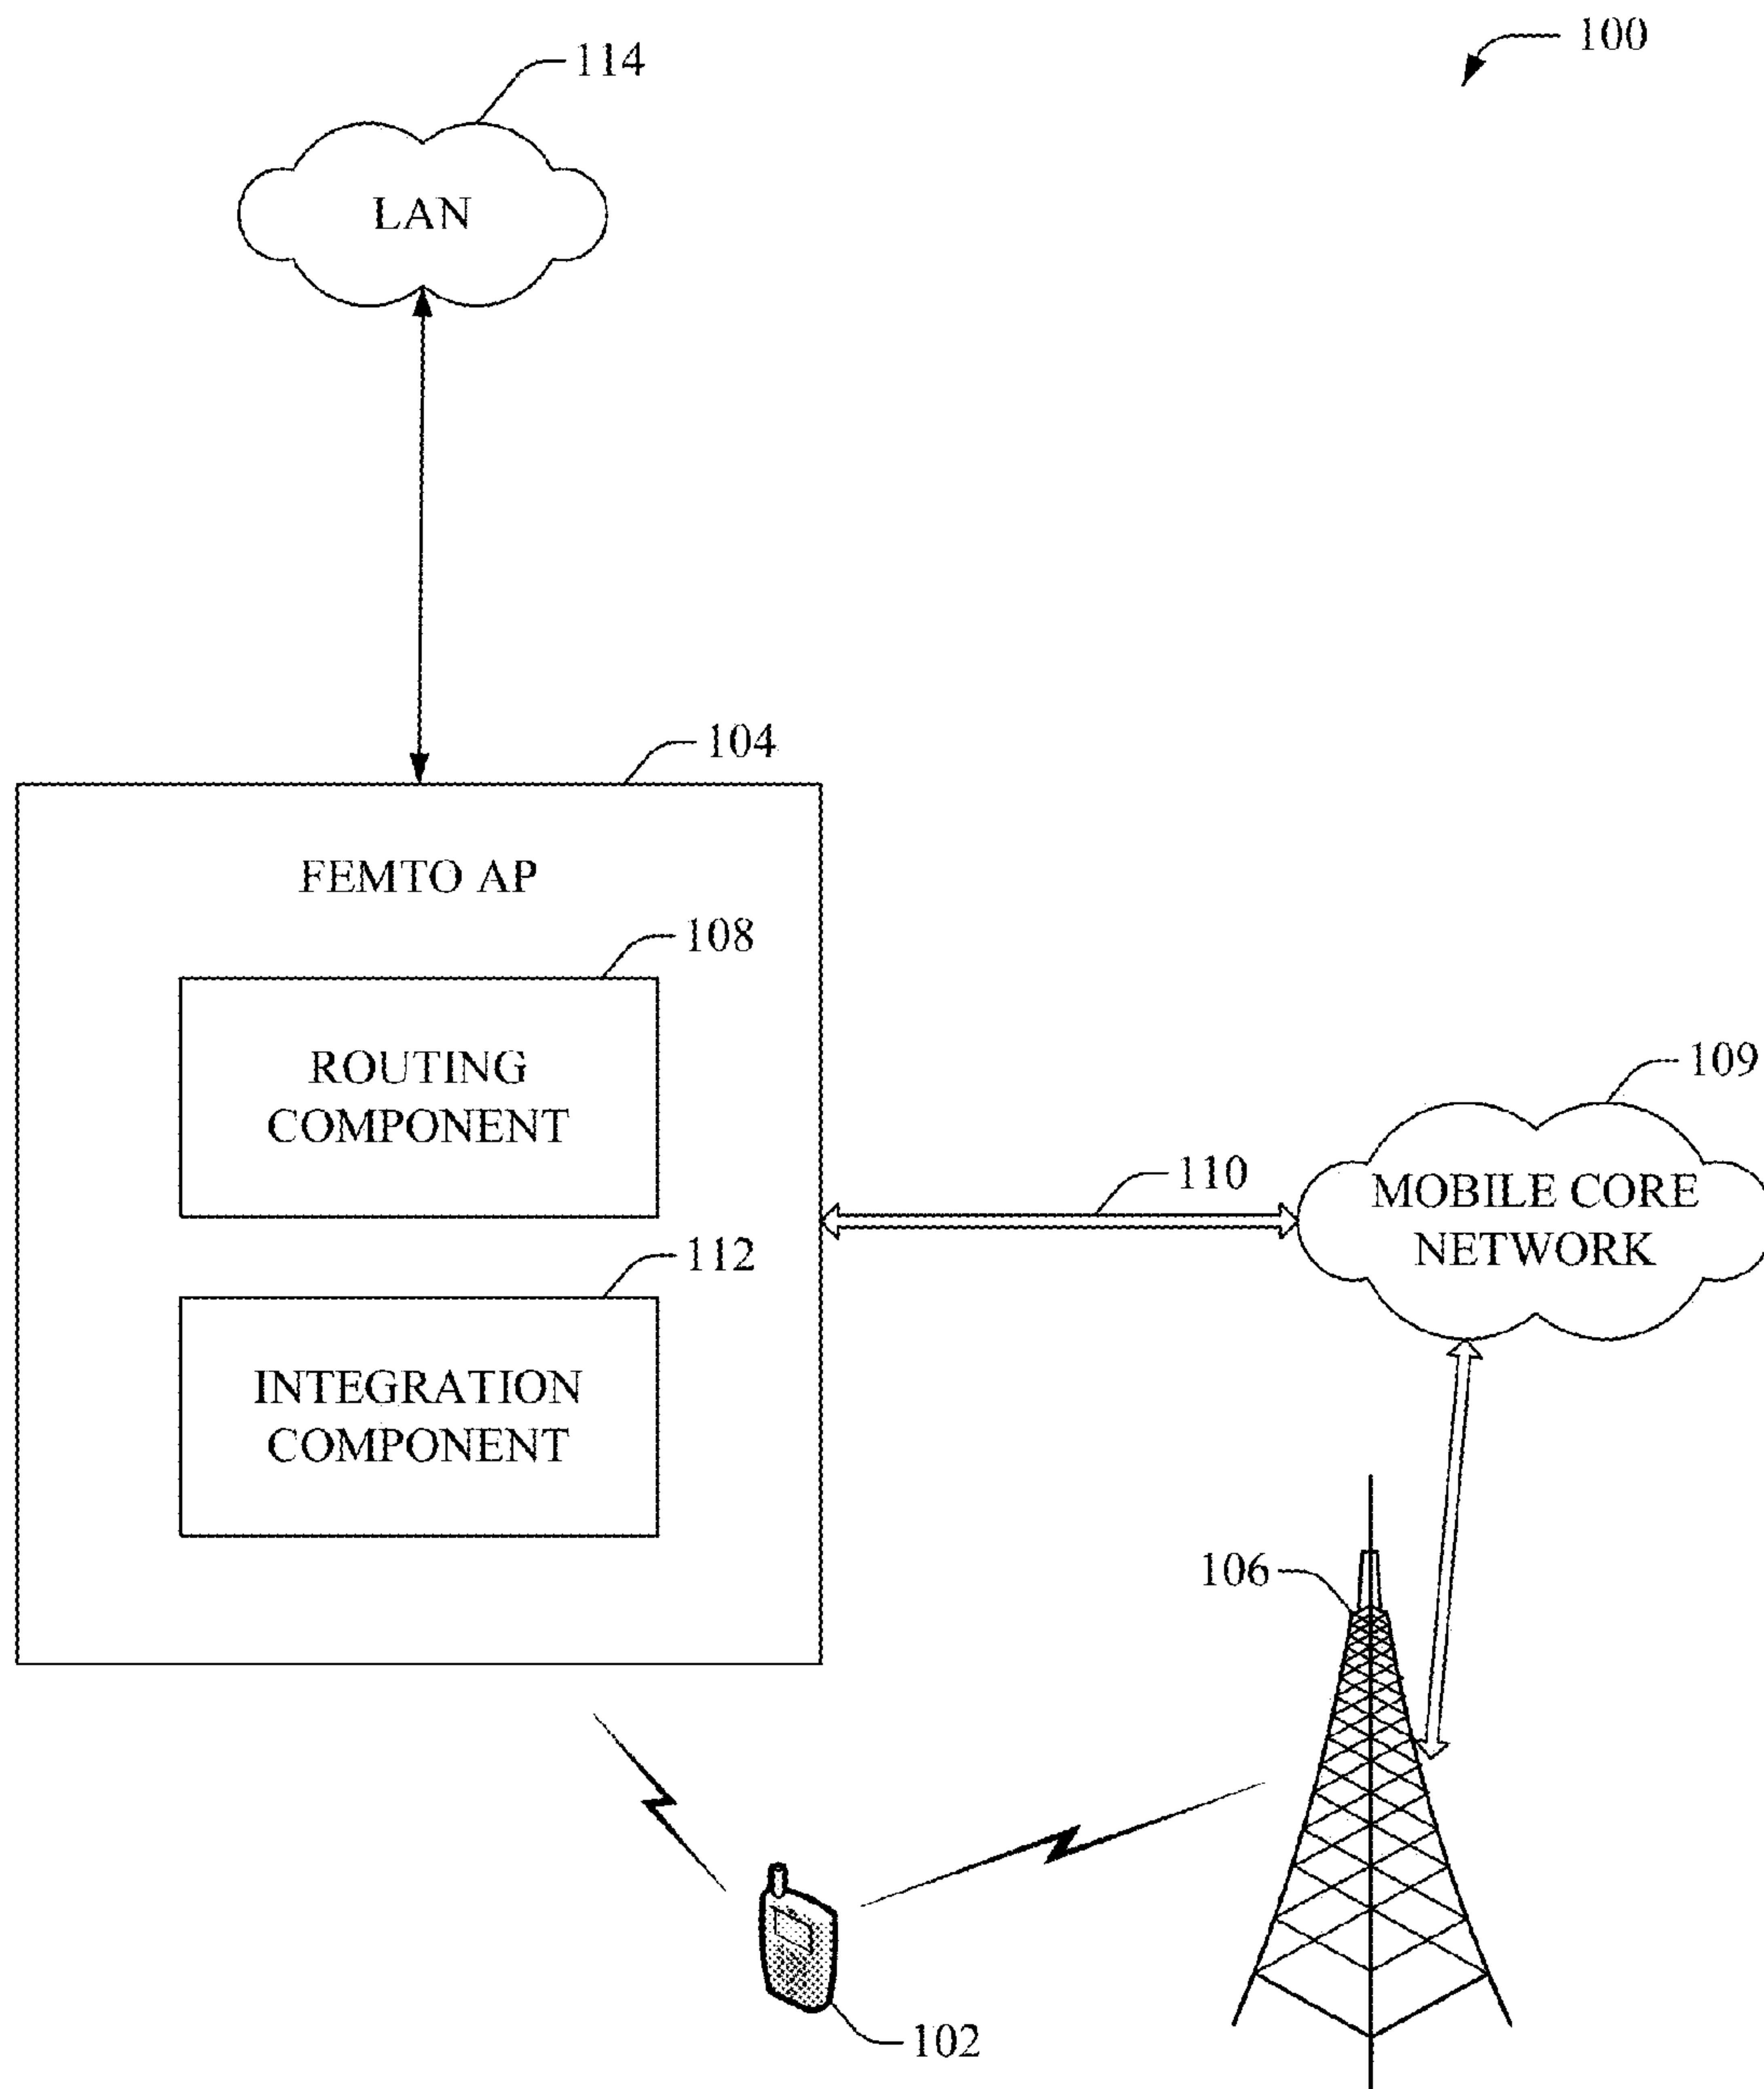 100
114
LAN
104
FEMTO AP
108
ROUTING
COMPONENT
109
110
MOBILE CORE
NETWORK
112
INTEGRATION
COMPONENT
106
102